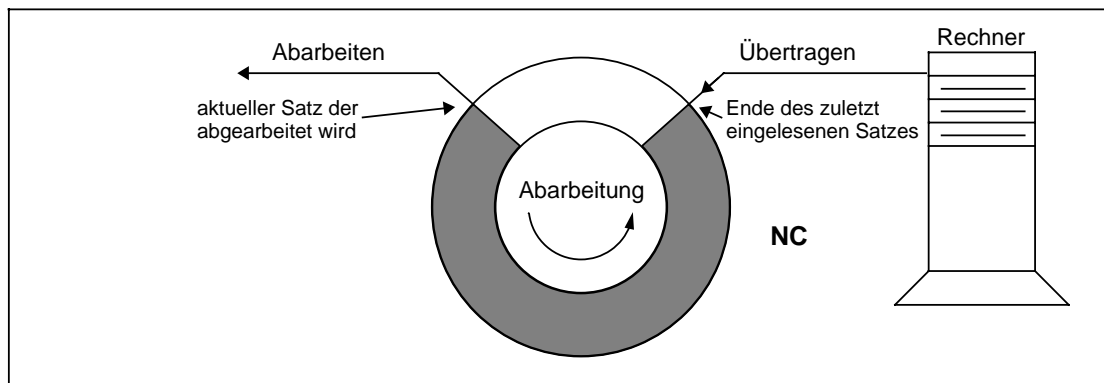 Abarbeiten
Übertragen
Rechner
aktueller Satz der
abgearbeitet wird
Ende des zuletzt
eingelesenen Satzes
Abarbeitung
NC